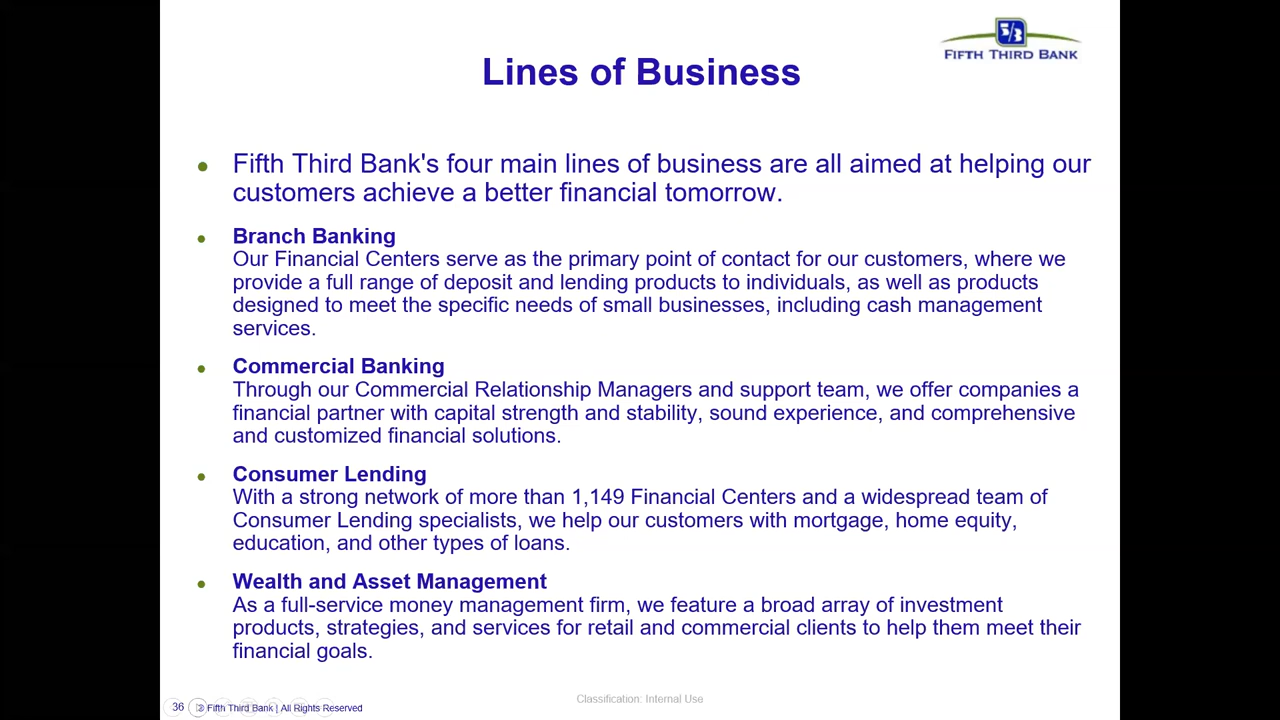 5/3
FIFTH THIRD BANK
Lines of Business
Fifth Third Bank's four main lines of business are all aimed at helping our
customers achieve a better financial tomorrow.
Branch Banking
Our Financial Centers serve as the primary point of contact for our customers, where we
provide a full range of deposit and lending products to individuals, as well as products
designed to meet the specific needs of small businesses, including cash management
services.
Commercial Banking
Through our Commercial Relationship Managers and support team, we offer companies a
financial partner with capital strength and stability, sound experience, and comprehensive
and customized financial solutions.
Consumer Lending
With a strong network of more than 1,149 Financial Centers and a widespread team of
Consumer Lending specialists, we help our customers with mortgage, home equity,
education, and other types of loans.
Wealth and Asset Management
As a full-service money management firm, we feature a broad array of investment
products, strategies, and services for retail and commercial clients to help them meet their
financial goals.
Classification: Internal Use
36 © Fifth Third Bank | All Rights Reserved